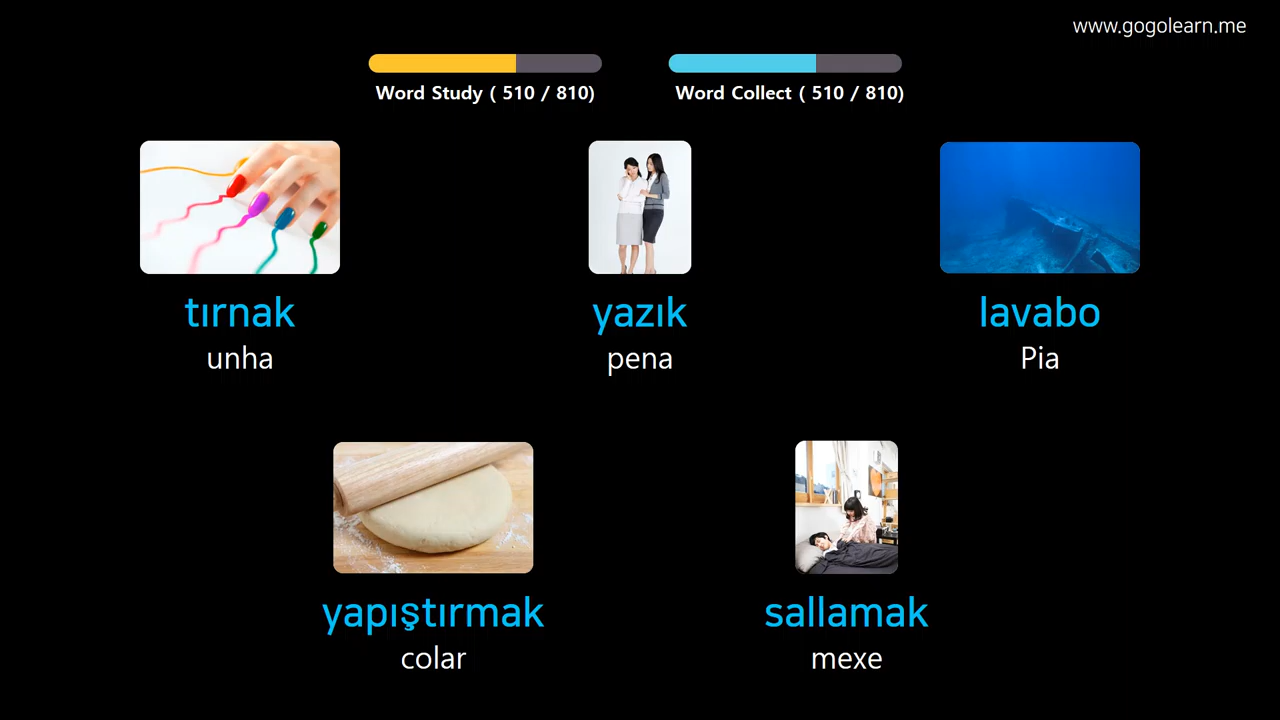 www.gogolearn.me
Word Study ( 510 / 810)
Word Collect ( 510 / 810)
tırnak
unha
yazık
pena
lavabo
Pia
yapıştırmak
colar
sallamak
mexe